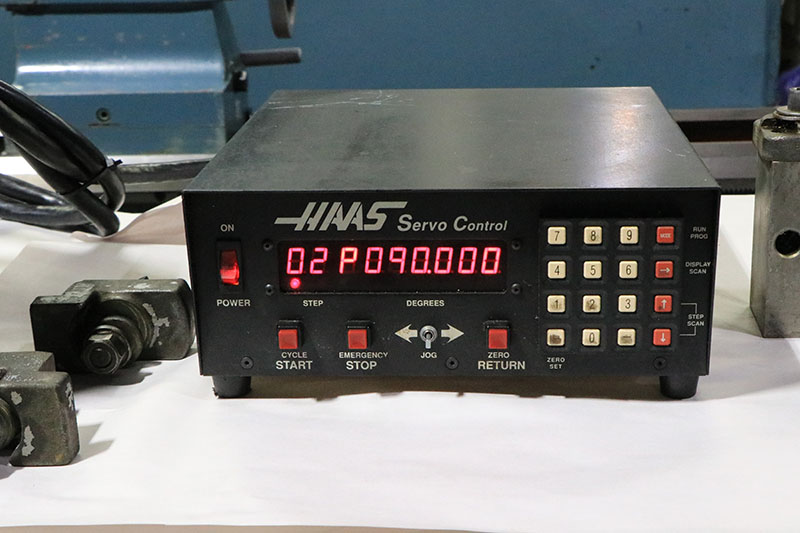 HAAS Servo Control
ON
POWER
02 P090.000
STEP
DEGREES
CYCLE
START
EMERGENCY
STOP
JOG
ZERO
RETURN
7 8 9 MODE
RUN
PROG
4 5 6 →
DISPLAY
SCAN
1 2 3 ↑
STEP
SCAN
0 ↓
ZERO
SET